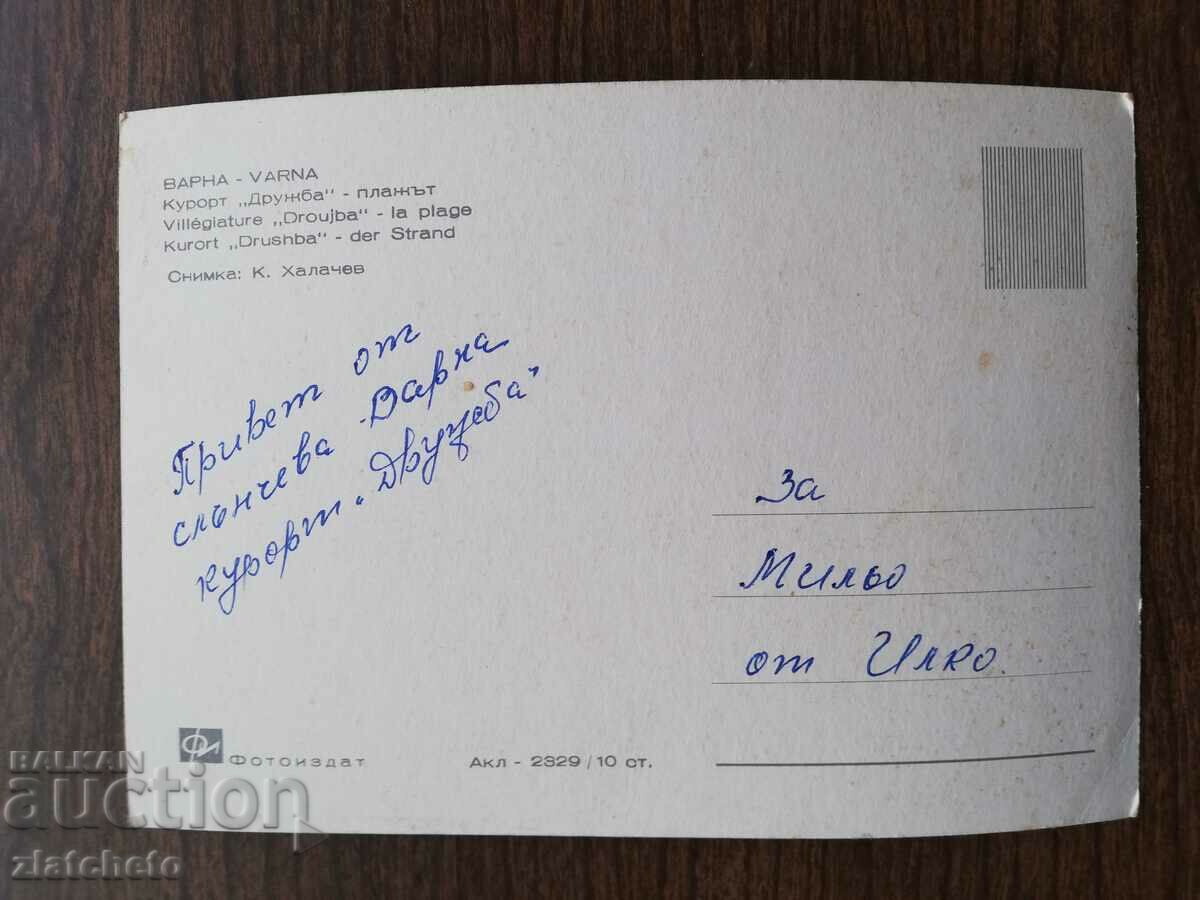 ВАРНА - VARNA
Курорт „Дружба" - плажът
Villégiature „Droujba" - la plage
Kurort „Drushba" - der Strand
Снимка: К. Халачев
Привет от
слънчева Варна
курорт „Дружба"
За
Мильо
от Илко
Фотоиздат
Акл - 2329/10 ст.
BALKAN
auction
zlatcheto